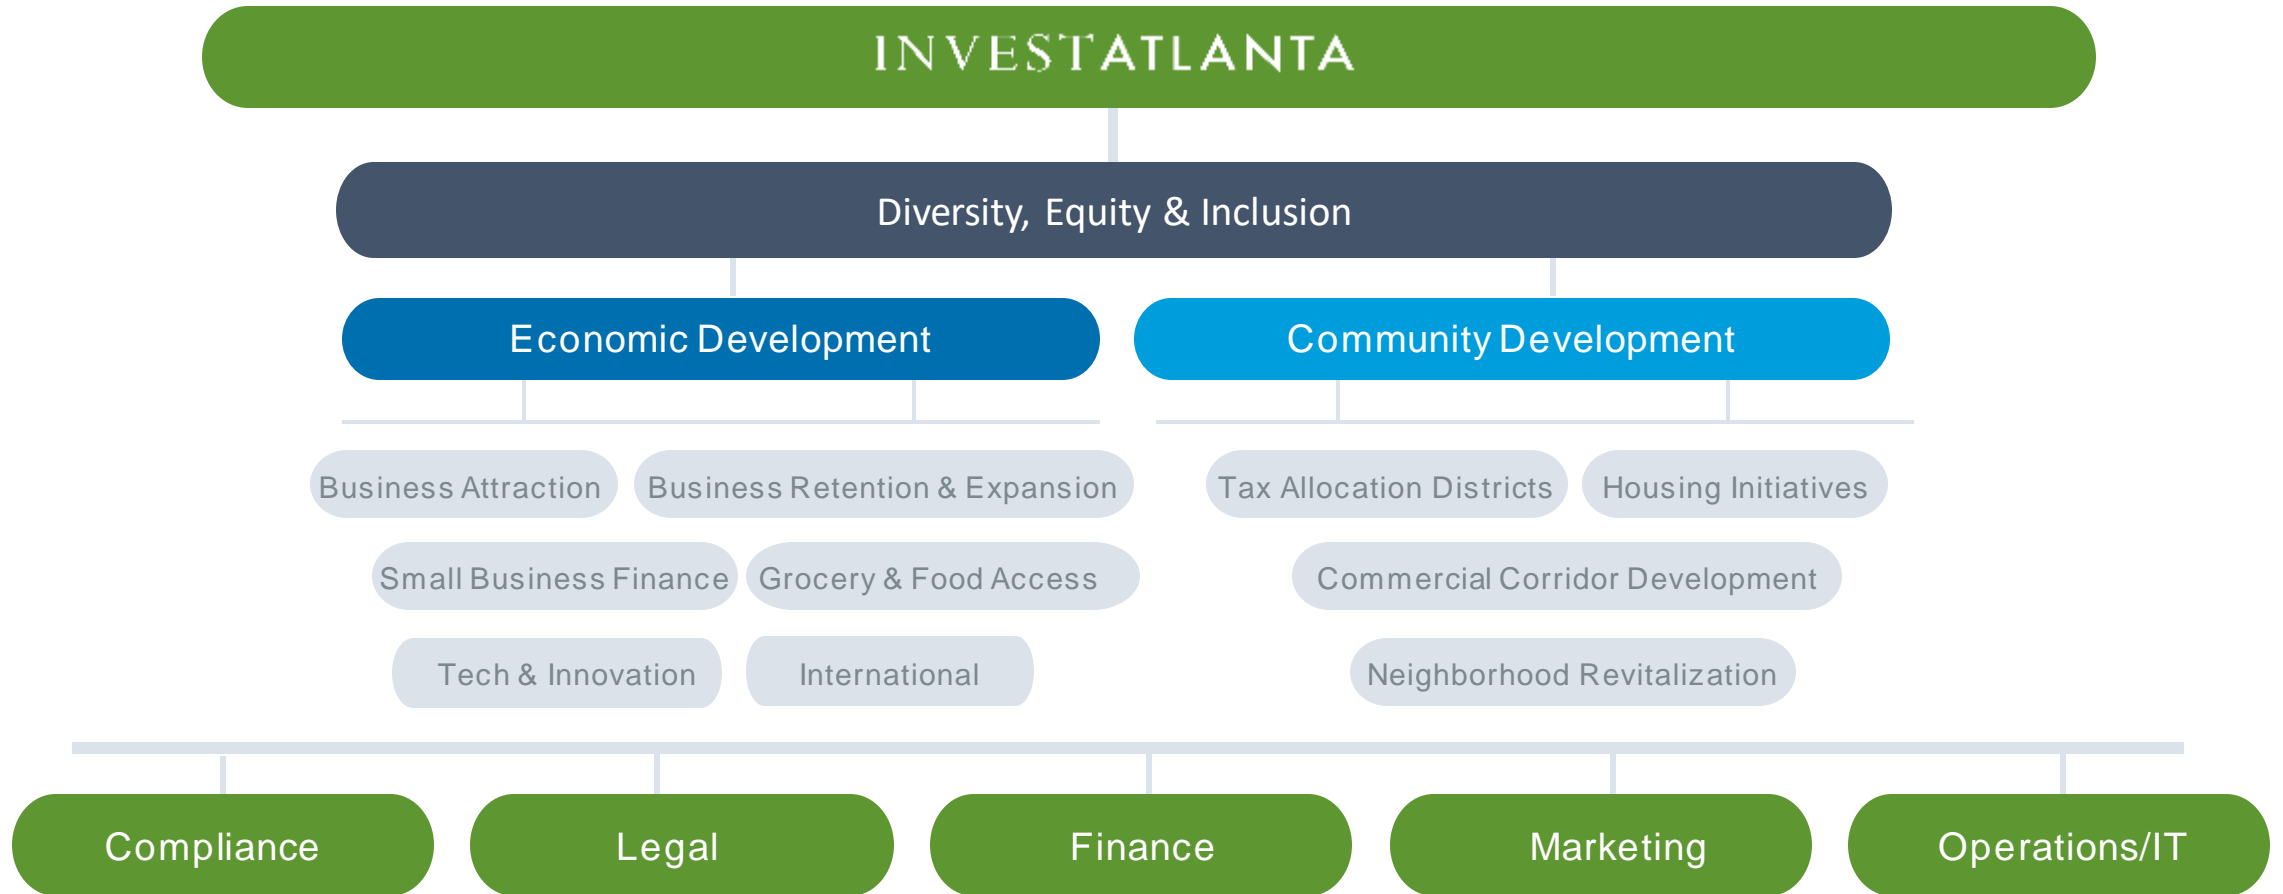 INVESTATLANTA
Diversity, Equity & Inclusion
Economic Development
Community Development
Business Attraction
Business Retention & Expansion
Tax Allocation Districts
Housing Initiatives
Small Business Finance
Grocery & Food Access
Commercial Corridor Development
Tech & Innovation
International
Neighborhood Revitalization
Compliance
Legal
Finance
Marketing
Operations/IT